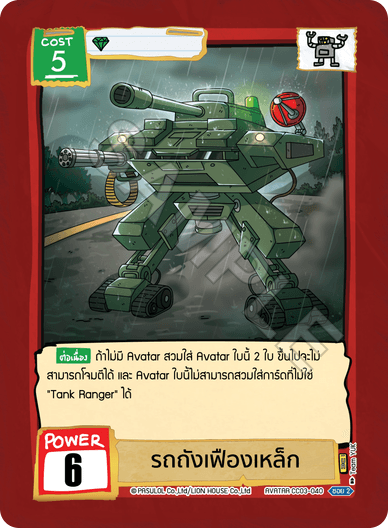 COST
5
SAMPLE
ต่อเนื่อง ถ้าไม่มี Avatar สวมใส่ Avatar ใบนี้ 2 ใบ ขึ้นไปจะไม่
สามารถโจมตีได้ และ Avatar ใบนี้ไม่สามารถสวมใส่การ์ดที่ไม่ใช่
"Tank Ranger" ได้
POWER
6
รถถังเฟืองเหล็ก
© PASULOL Co.,Ltd/LION HOUSE Co.,Ltd
AVATAR CC03-040
Team YUK